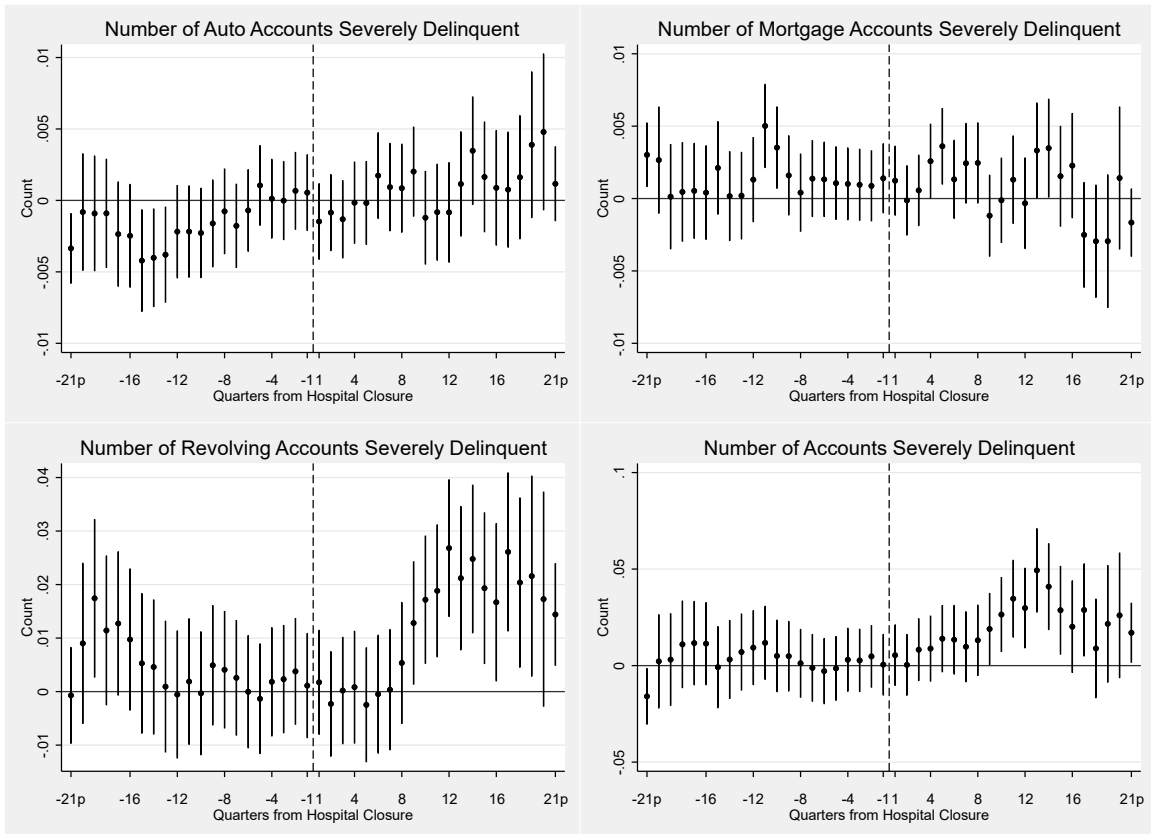 Number of Auto Accounts Severely Delinquent
.01
.005
0
-.005
-.01
Count
-21p -16 -12 -8 -4 -11 4 8 12 16 21p
Quarters from Hospital Closure
Number of Mortgage Accounts Severely Delinquent
.01
.005
0
-.005
-.01
Count
-21p -16 -12 -8 -4 -11 4 8 12 16 21p
Quarters from Hospital Closure
Number of Revolving Accounts Severely Delinquent
.04
.03
.02
.01
0
-.01
Count
-21p -16 -12 -8 -4 -11 4 8 12 16 21p
Quarters from Hospital Closure
Number of Accounts Severely Delinquent
.1
.05
0
-.05
Count
-21p -16 -12 -8 -4 -11 4 8 12 16 21p
Quarters from Hospital Closure